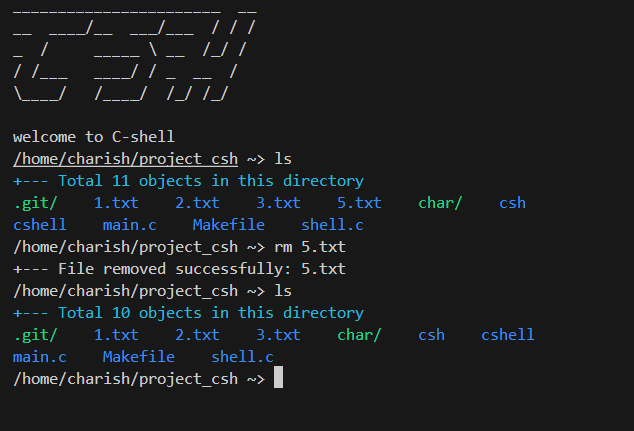 _______________________  __
__  ____/__  ___/___  / / /
_  /     _____ \ __  /_/ /
/ /___   ____/ / _  __  /
\____/   /____/  /_/ /_/
welcome to C-shell
/home/charish/project_csh ~> ls
+--- Total 11 objects in this directory
.git/    1.txt    2.txt    3.txt    5.txt    char/    csh
cshell    main.c    Makefile    shell.c
/home/charish/project_csh ~> rm 5.txt
+--- File removed successfully: 5.txt
/home/charish/project_csh ~> ls
+--- Total 10 objects in this directory
.git/    1.txt    2.txt    3.txt    char/    csh    cshell
main.c    Makefile    shell.c
/home/charish/project_csh ~>